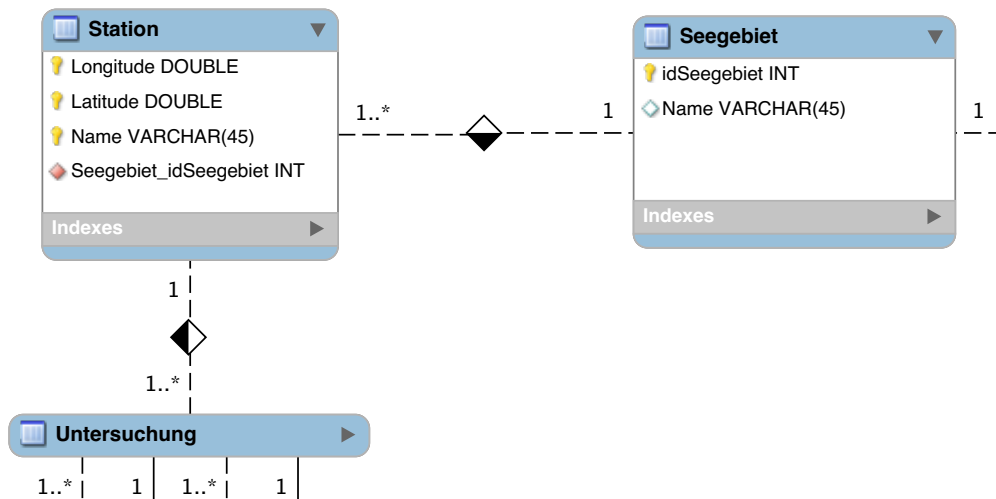 Station
Longitude DOUBLE
Latitude DOUBLE
Name VARCHAR(45)
Seegebiet_idSeegebiet INT
Indexes
1..*
1
Seegebiet
idSeegebiet INT
Name VARCHAR(45)
Indexes
1
1
1..*
Untersuchung
1..*
1
1..*
1